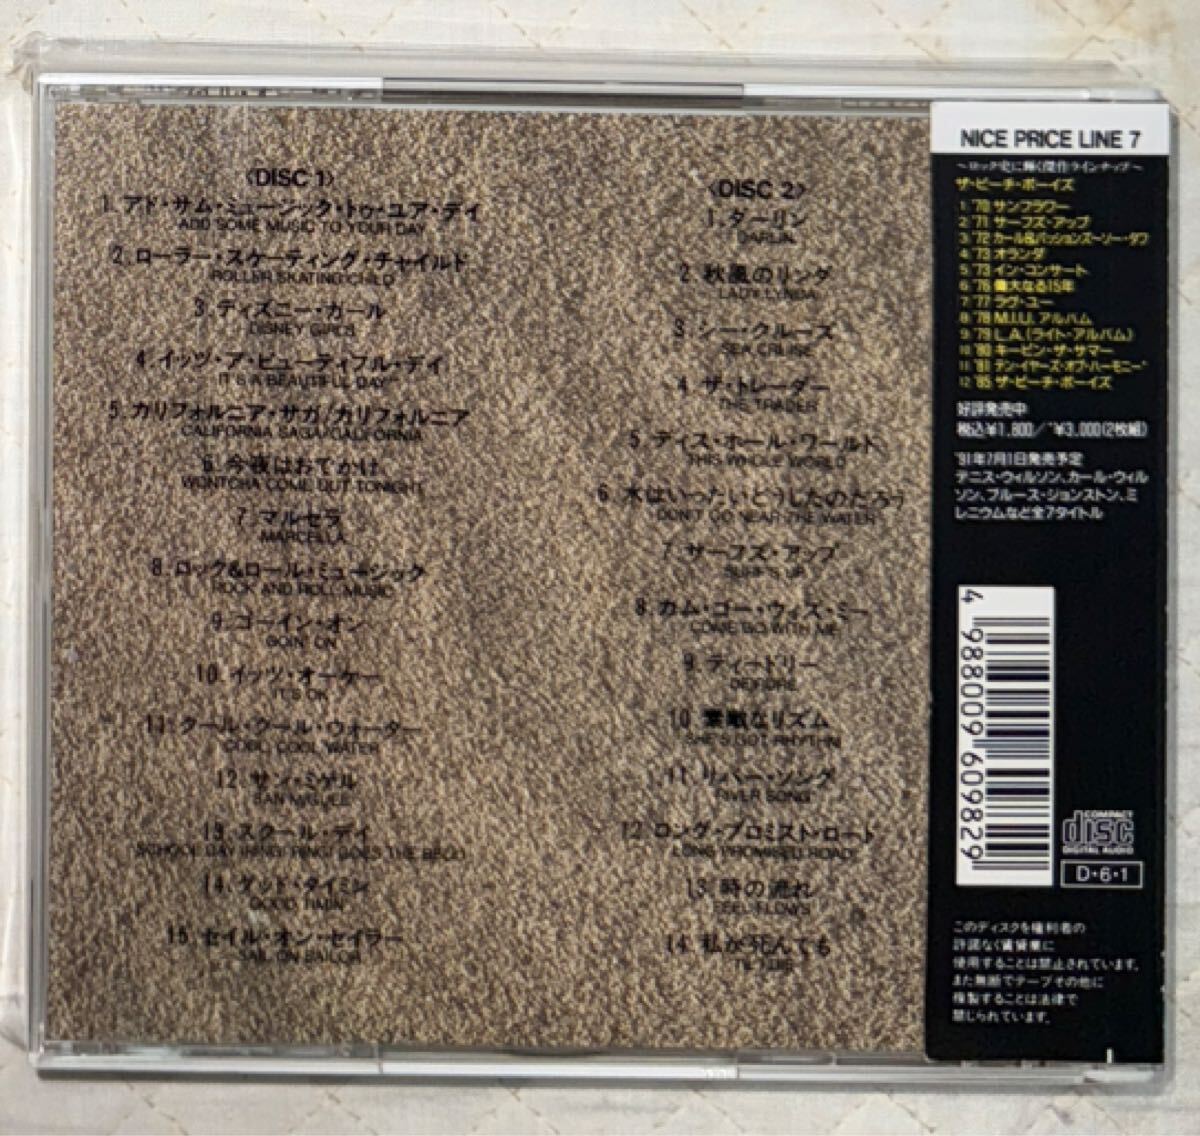 〈DISC 1〉
1. アド・サム・ミュージック・トゥ・ユア・デイ
ADD SOME MUSIC TO YOUR DAY
2. ローラー・スケーティング・チャイルド
ROLLER SKATING CHILD
3. ディズニー・ガール
DISNEY GIRLS
4. イッツ・ア・ビューティフル・デイ
IT'S A BEAUTIFUL DAY
5. カリフォルニア・サガ/カリフォルニア
CALIFORNIA SAGA/CALIFORNIA
6. 今夜はおでかけ
WONTCHA COME OUT TONIGHT
7. マルセラ
MARCELLA
8. ロック&ロール・ミュージック
ROCK AND ROLL MUSIC
9. ゴーイン・オン
GOIN' ON
10. イッツ・オーケー
IT'S OK
11. クール・クール・ウォーター
COOL, COOL WATER
12. サン・ミゲル
SAN MIGUEL
13. スクール・デイ
SCHOOL DAY (RING! RING! GOES THE BELL)
14. グッド・タイミン
GOOD TIMIN'
15. セイル・オン・セイラー
SAIL ON SAILOR
〈DISC 2〉
1. ダーリン
DARLIN'
2. 秋風のリンダ
LADY LYNDA
3. シー・クルーズ
SEA CRUISE
4. ザ・トレーダー
THE TRADER
5. ディス・ホール・ワールド
THIS WHOLE WORLD
6. 水はいったいどうしたのだろう
DON'T GO NEAR THE WATER
7. サーフズ・アップ
SURF'S UP
8. カム・ゴー・ウィズ・ミー
COME GO WITH ME
9. ディードリー
DEIRDRE
10. 素敵なリズム
SHE'S GOT RHYTHM
11. リバー・ソング
RIVER SONG
12. ロング・プロミスト・ロード
LONG PROMISED ROAD
13. 時の流れ
FEEL FLOWS
14. 私が死んでも
'TIL I DIE
NICE PRICE LINE 7
〜ロック史に輝く傑作ラインナップ〜
ザ・ビーチ・ボーイズ
1. '70 サンフラワー
2. '71 サーフズ・アップ
3. '72 カール&パッションズ〜ソー・タフ
4. '73 オランダ
5. '73 イン・コンサート
6. '76 偉大なる15年
7. '77 ラヴ・ユー
8. '78 M.I.U. アルバム
9. '79 L.A.(ライト・アルバム)
10. '80 キーピン・ザ・サマー
11. '81 テン・イヤーズ・オブ・ハーモニー*
12. '85 ザ・ビーチ・ボーイズ
好評発売中
税込¥1,800/*¥3,000(2枚組)
'91年7月1日発売予定
デニス・ウィルソン、カール・ウィル
ソン、ブルース・ジョンストン、ミ
レニウムなど全7タイトル
4 988009 609829
COMPACT
disc
DIGITAL AUDIO
D・6・1
このディスクを権利者の
許諾なく賃貸業に
使用することは禁止されています。
また無断でテープその他に
複製することは法律で
禁じられています。